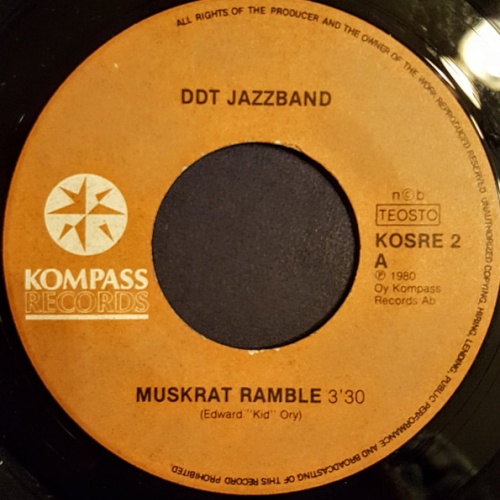 ALL RIGHTS OF THE PRODUCER AND THE OWNER OF THE WORK REPRODUCED RESERVED. UNAUTHORIZED COPYING, HIRING, LENDING, PUBLIC PERFORMANCE AND BROADCASTING OF THIS RECORD PROHIBITED.
DDT JAZZBAND
n©b
TEOSTO
KOSRE 2
A
℗ 1980
Oy Kompass
Records Ab
KOMPASS
RECORDS
MUSKRAT RAMBLE 3'30
(Edward "Kid" Ory)